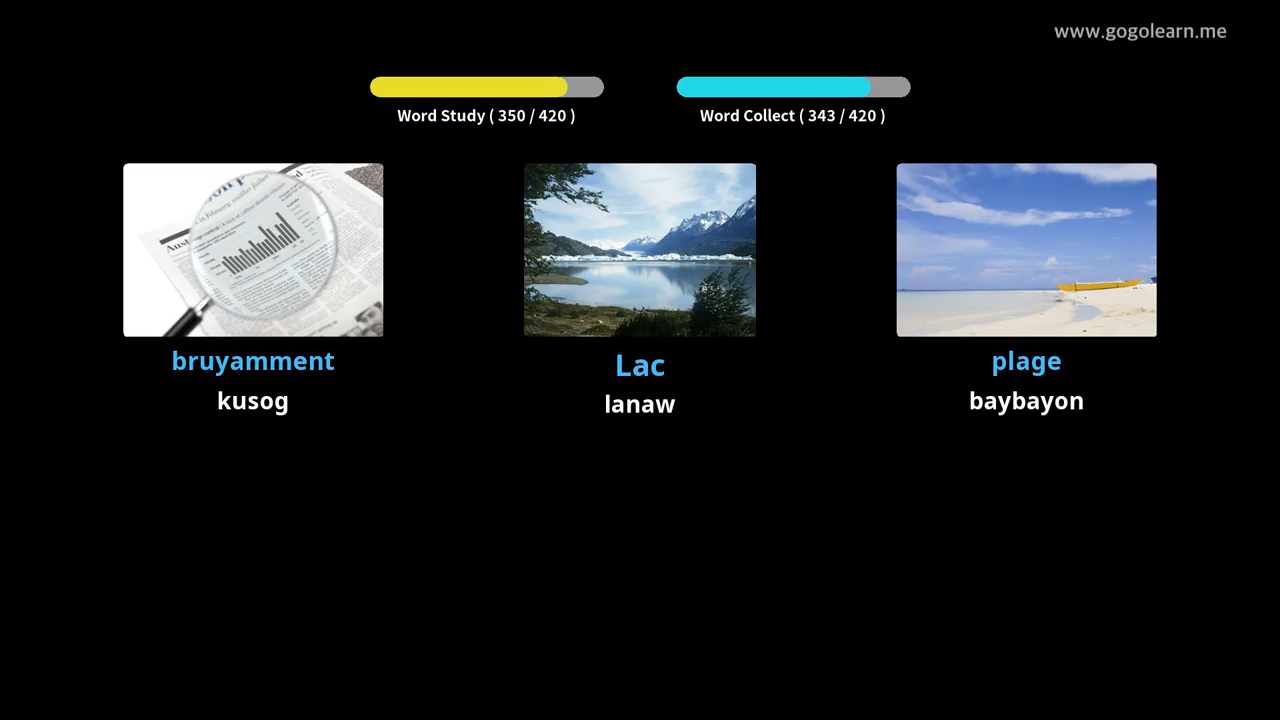 www.gogolearn.me
Word Study ( 350 / 420 )
Word Collect ( 343 / 420 )
bruyamment
Lac
plage
kusog
lanaw
baybayon